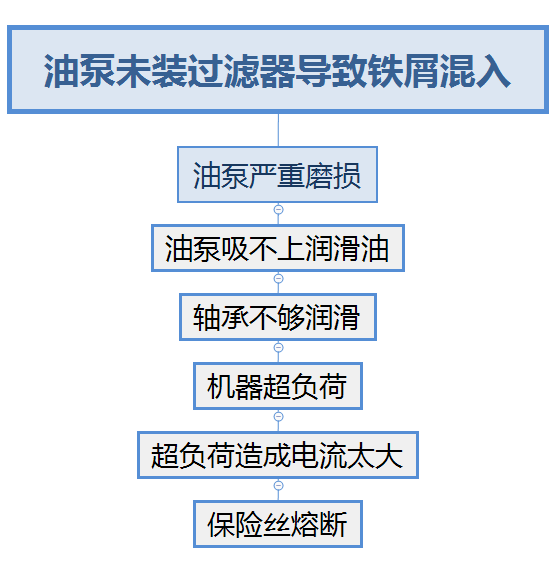 油泵未装过滤器导致铁屑混入
油泵严重磨损
油泵吸不上润滑油
轴承不够润滑
机器超负荷
超负荷造成电流太大
保险丝熔断